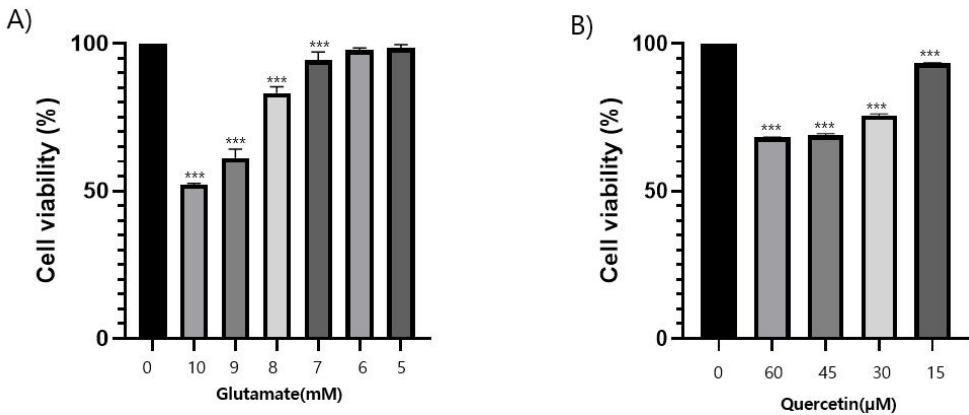 A)
Cell viability (%)
100
50
0
***
***
***
***
0 10 9 8 7 6 5
Glutamate(mM)
B)
Cell viability (%)
100
50
0
***
***
***
***
0 60 45 30 15
Quercetin(μM)